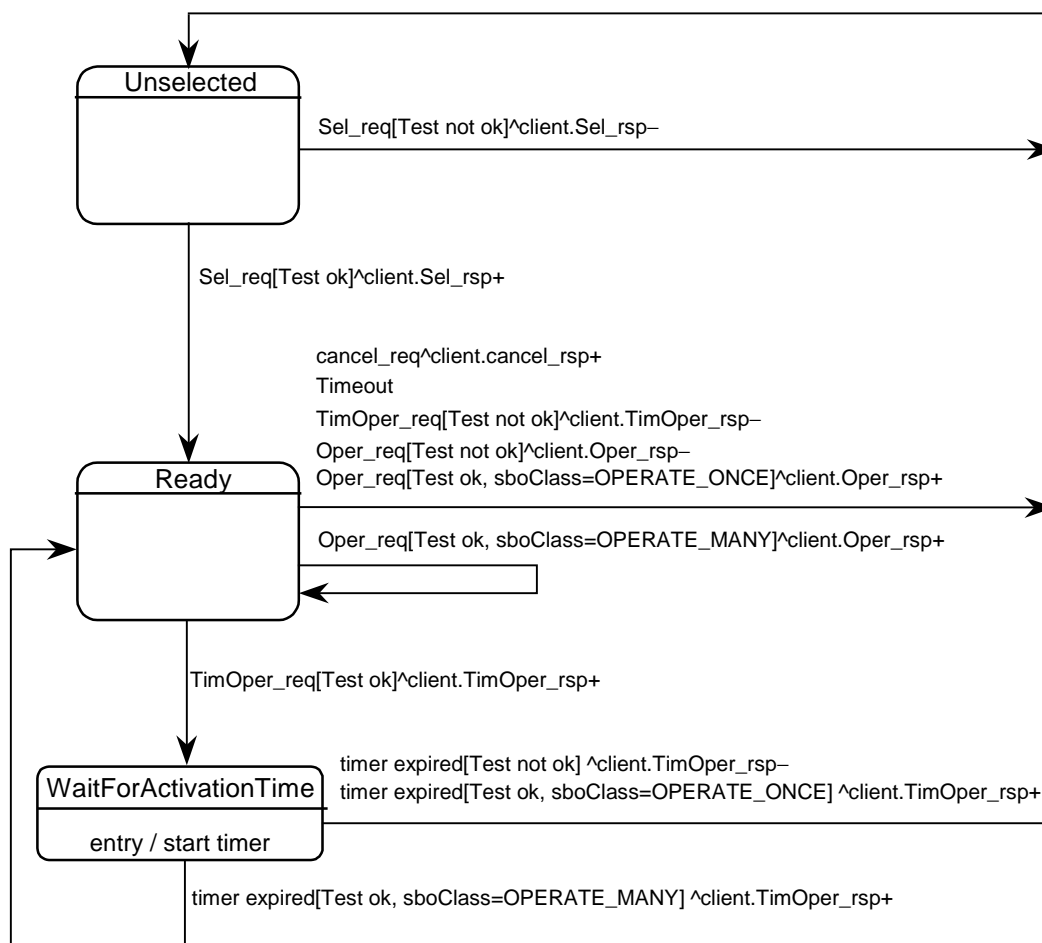 Unselected
Sel_req[Test not ok]^client.Sel_rsp–
Sel_req[Test ok]^client.Sel_rsp+
cancel_req^client.cancel_rsp+
Timeout
TimOper_req[Test not ok]^client.TimOper_rsp–
Oper_req[Test not ok]^client.Oper_rsp–
Ready
Oper_req[Test ok, sboClass=OPERATE_ONCE]^client.Oper_rsp+
Oper_req[Test ok, sboClass=OPERATE_MANY]^client.Oper_rsp+
TimOper_req[Test ok]^client.TimOper_rsp+
timer expired[Test not ok] ^client.TimOper_rsp–
WaitForActivationTime
timer expired[Test ok, sboClass=OPERATE_ONCE] ^client.TimOper_rsp+
entry / start timer
timer expired[Test ok, sboClass=OPERATE_MANY] ^client.TimOper_rsp+